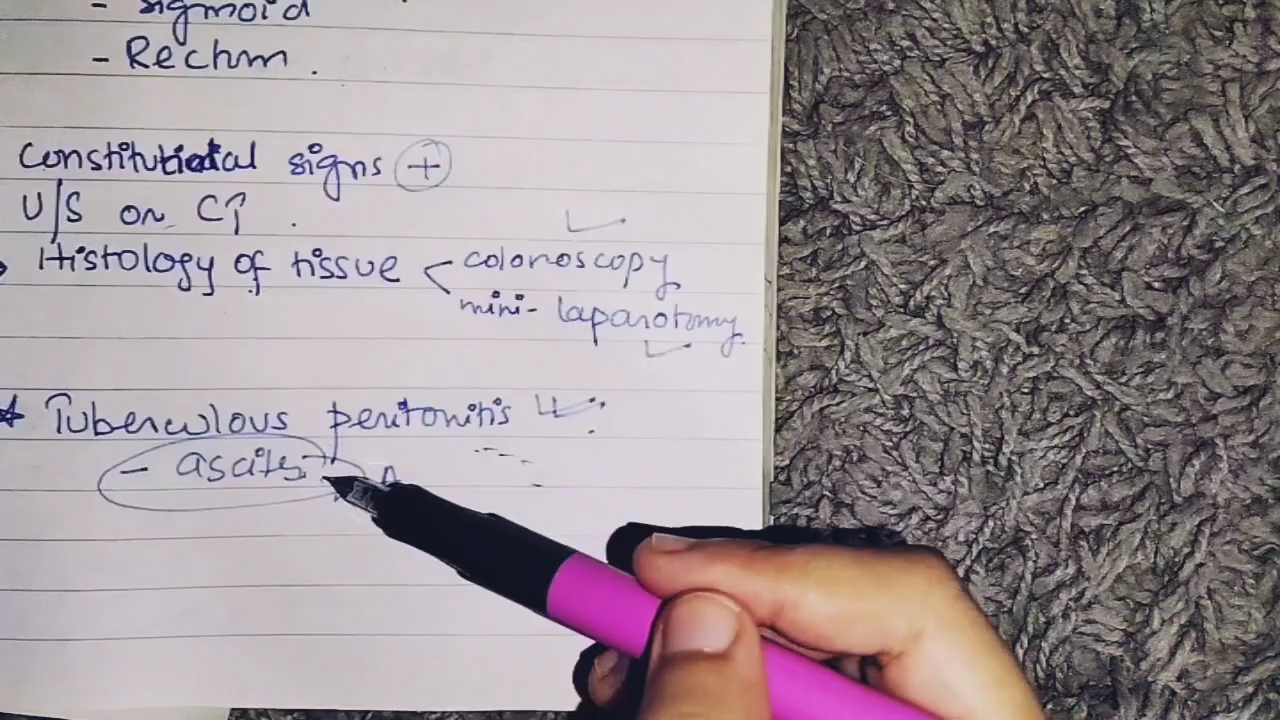 - sigmoid
- Rectum.
Constitutional signs +
U/S or CT.
Histology of tissue < colonoscopy
mini-laparotomy.
* Tuberculous peritonitis
- ascites